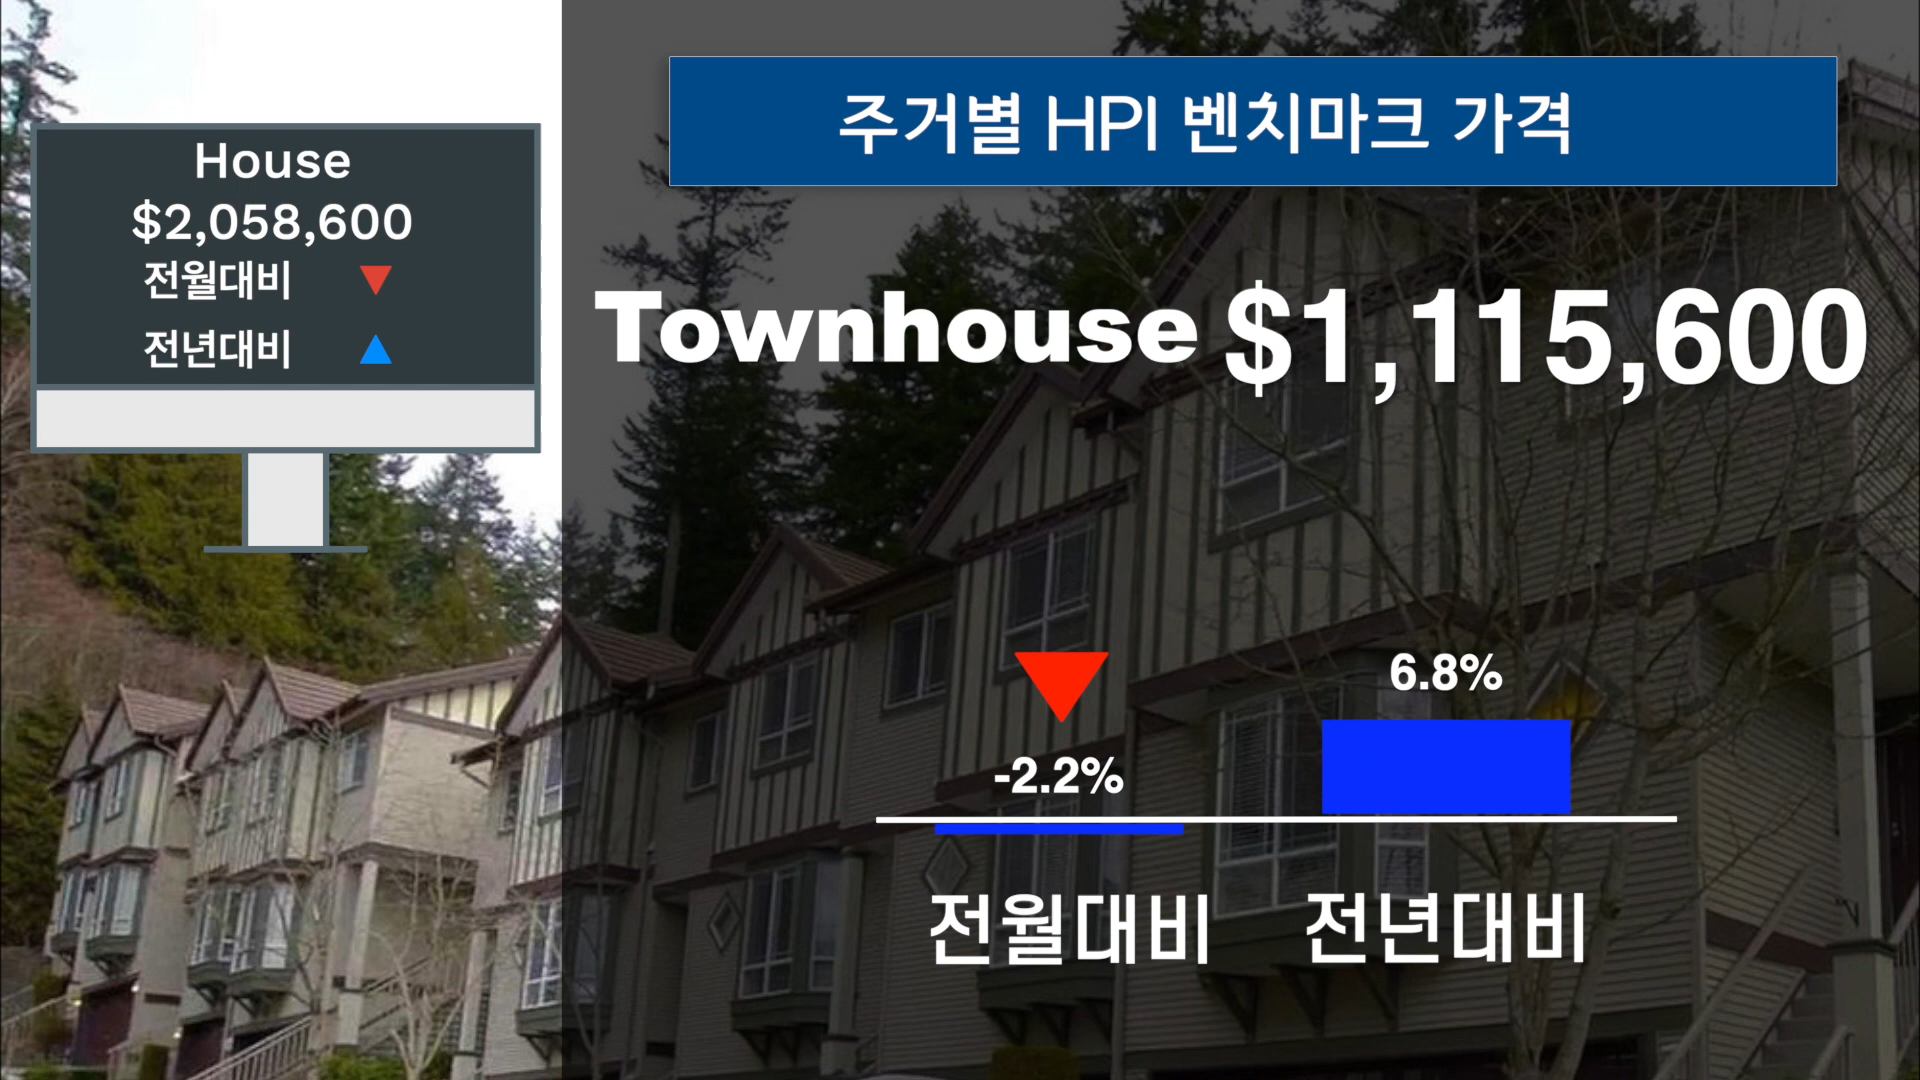 House
$2,058,600
전월대비
전년대비
주거별 HPI 벤치마크 가격
Townhouse $1,115,600
-2.2%
6.8%
전월대비
전년대비